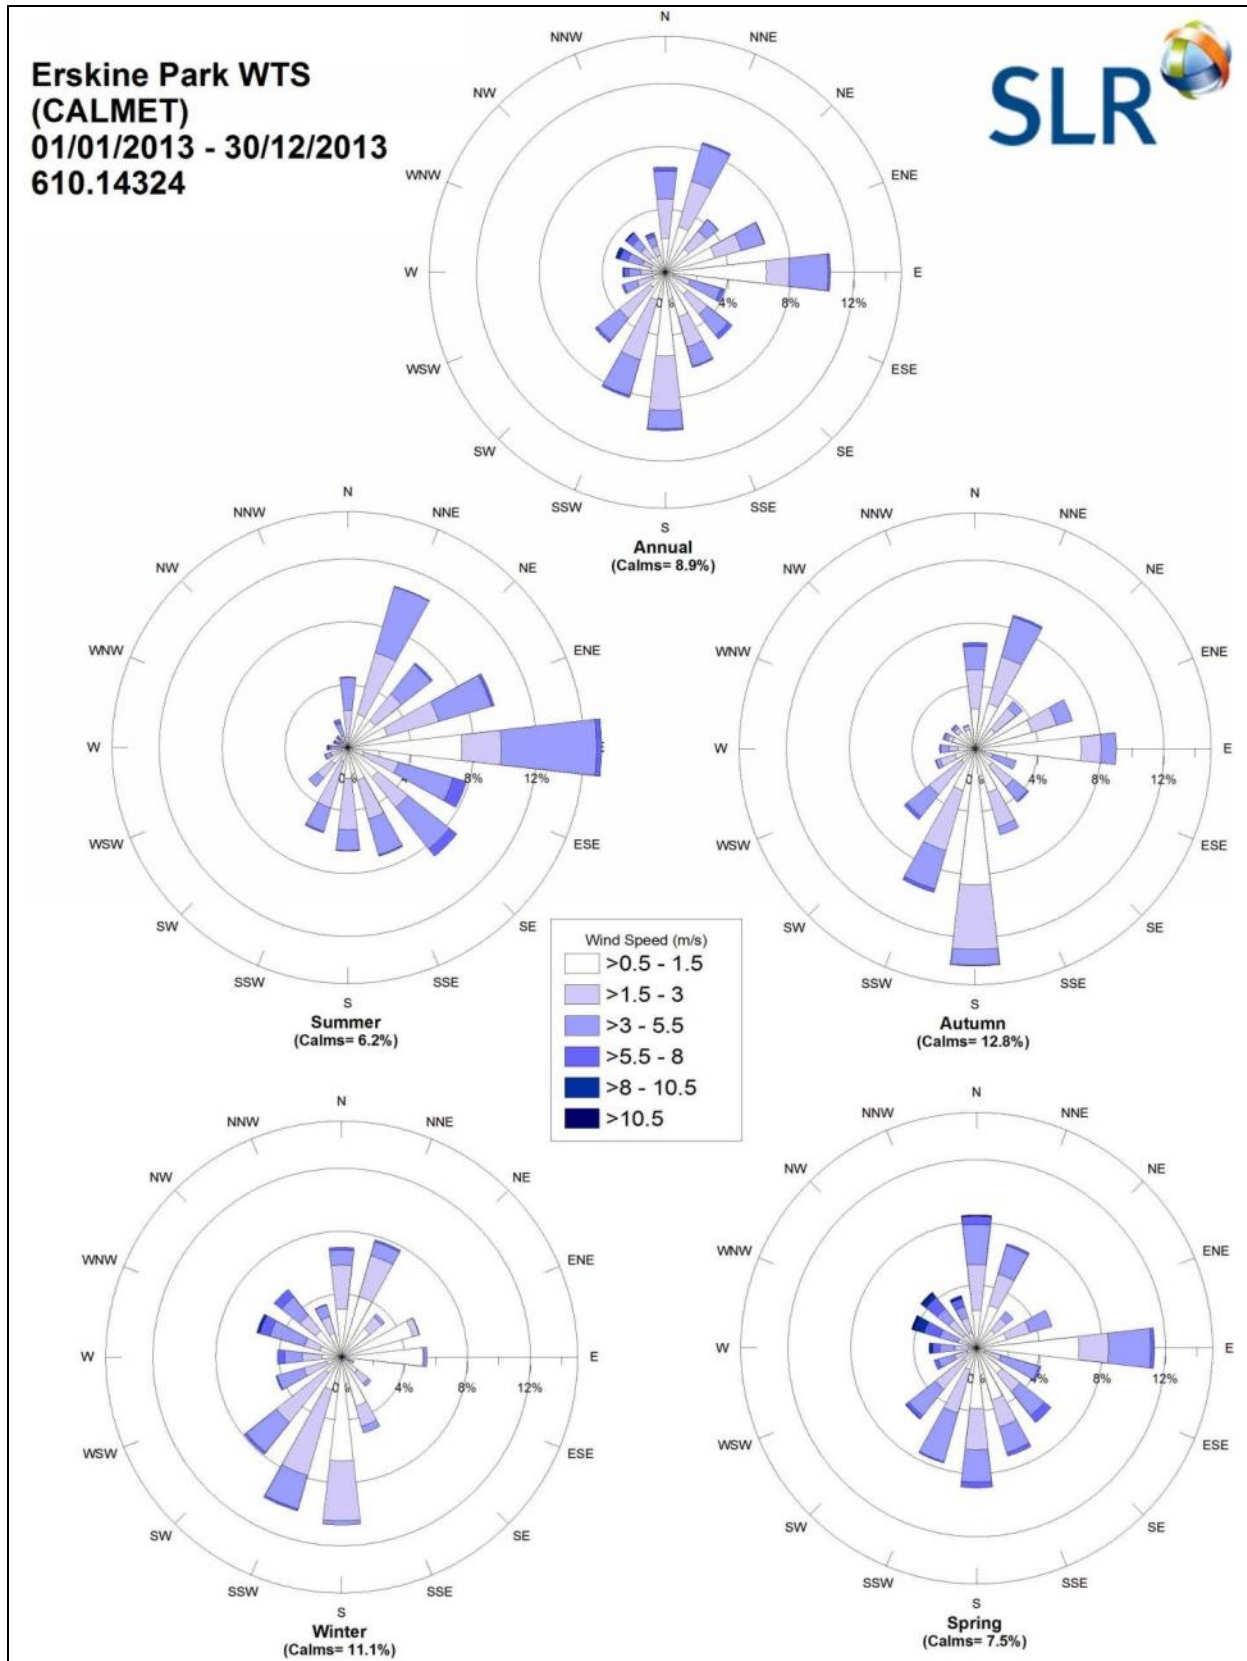 Erskine Park WTS
(CALMET)
01/01/2013 - 30/12/2013
610.14324
SLR
N
NNW
NNE
NW
NE
WNW
ENE
W
E
0%
4%
8%
12%
WSW
ESE
SW
SE
SSW
SSE
S
Annual
(Calms= 8.9%)
N
NNW
NNE
NW
NE
WNW
ENE
W
8%
12%
WSW
ESE
SW
SE
SSW
SSE
S
Summer
(Calms= 6.2%)
N
NNW
NNE
NW
NE
WNW
ENE
W
E
0%
4%
8%
12%
WSW
ESE
SW
SE
SSW
SSE
S
Autumn
(Calms= 12.8%)
Wind Speed (m/s)
>0.5 - 1.5
>1.5 - 3
>3 - 5.5
>5.5 - 8
>8 - 10.5
>10.5
N
NNW
NNE
NW
NE
WNW
ENE
W
E
0%
4%
8%
12%
WSW
ESE
SW
SE
SSW
SSE
S
Winter
(Calms= 11.1%)
N
NNW
NNE
NW
NE
WNW
ENE
W
E
4%
8%
12%
WSW
ESE
SW
SE
SSW
SSE
S
Spring
(Calms= 7.5%)